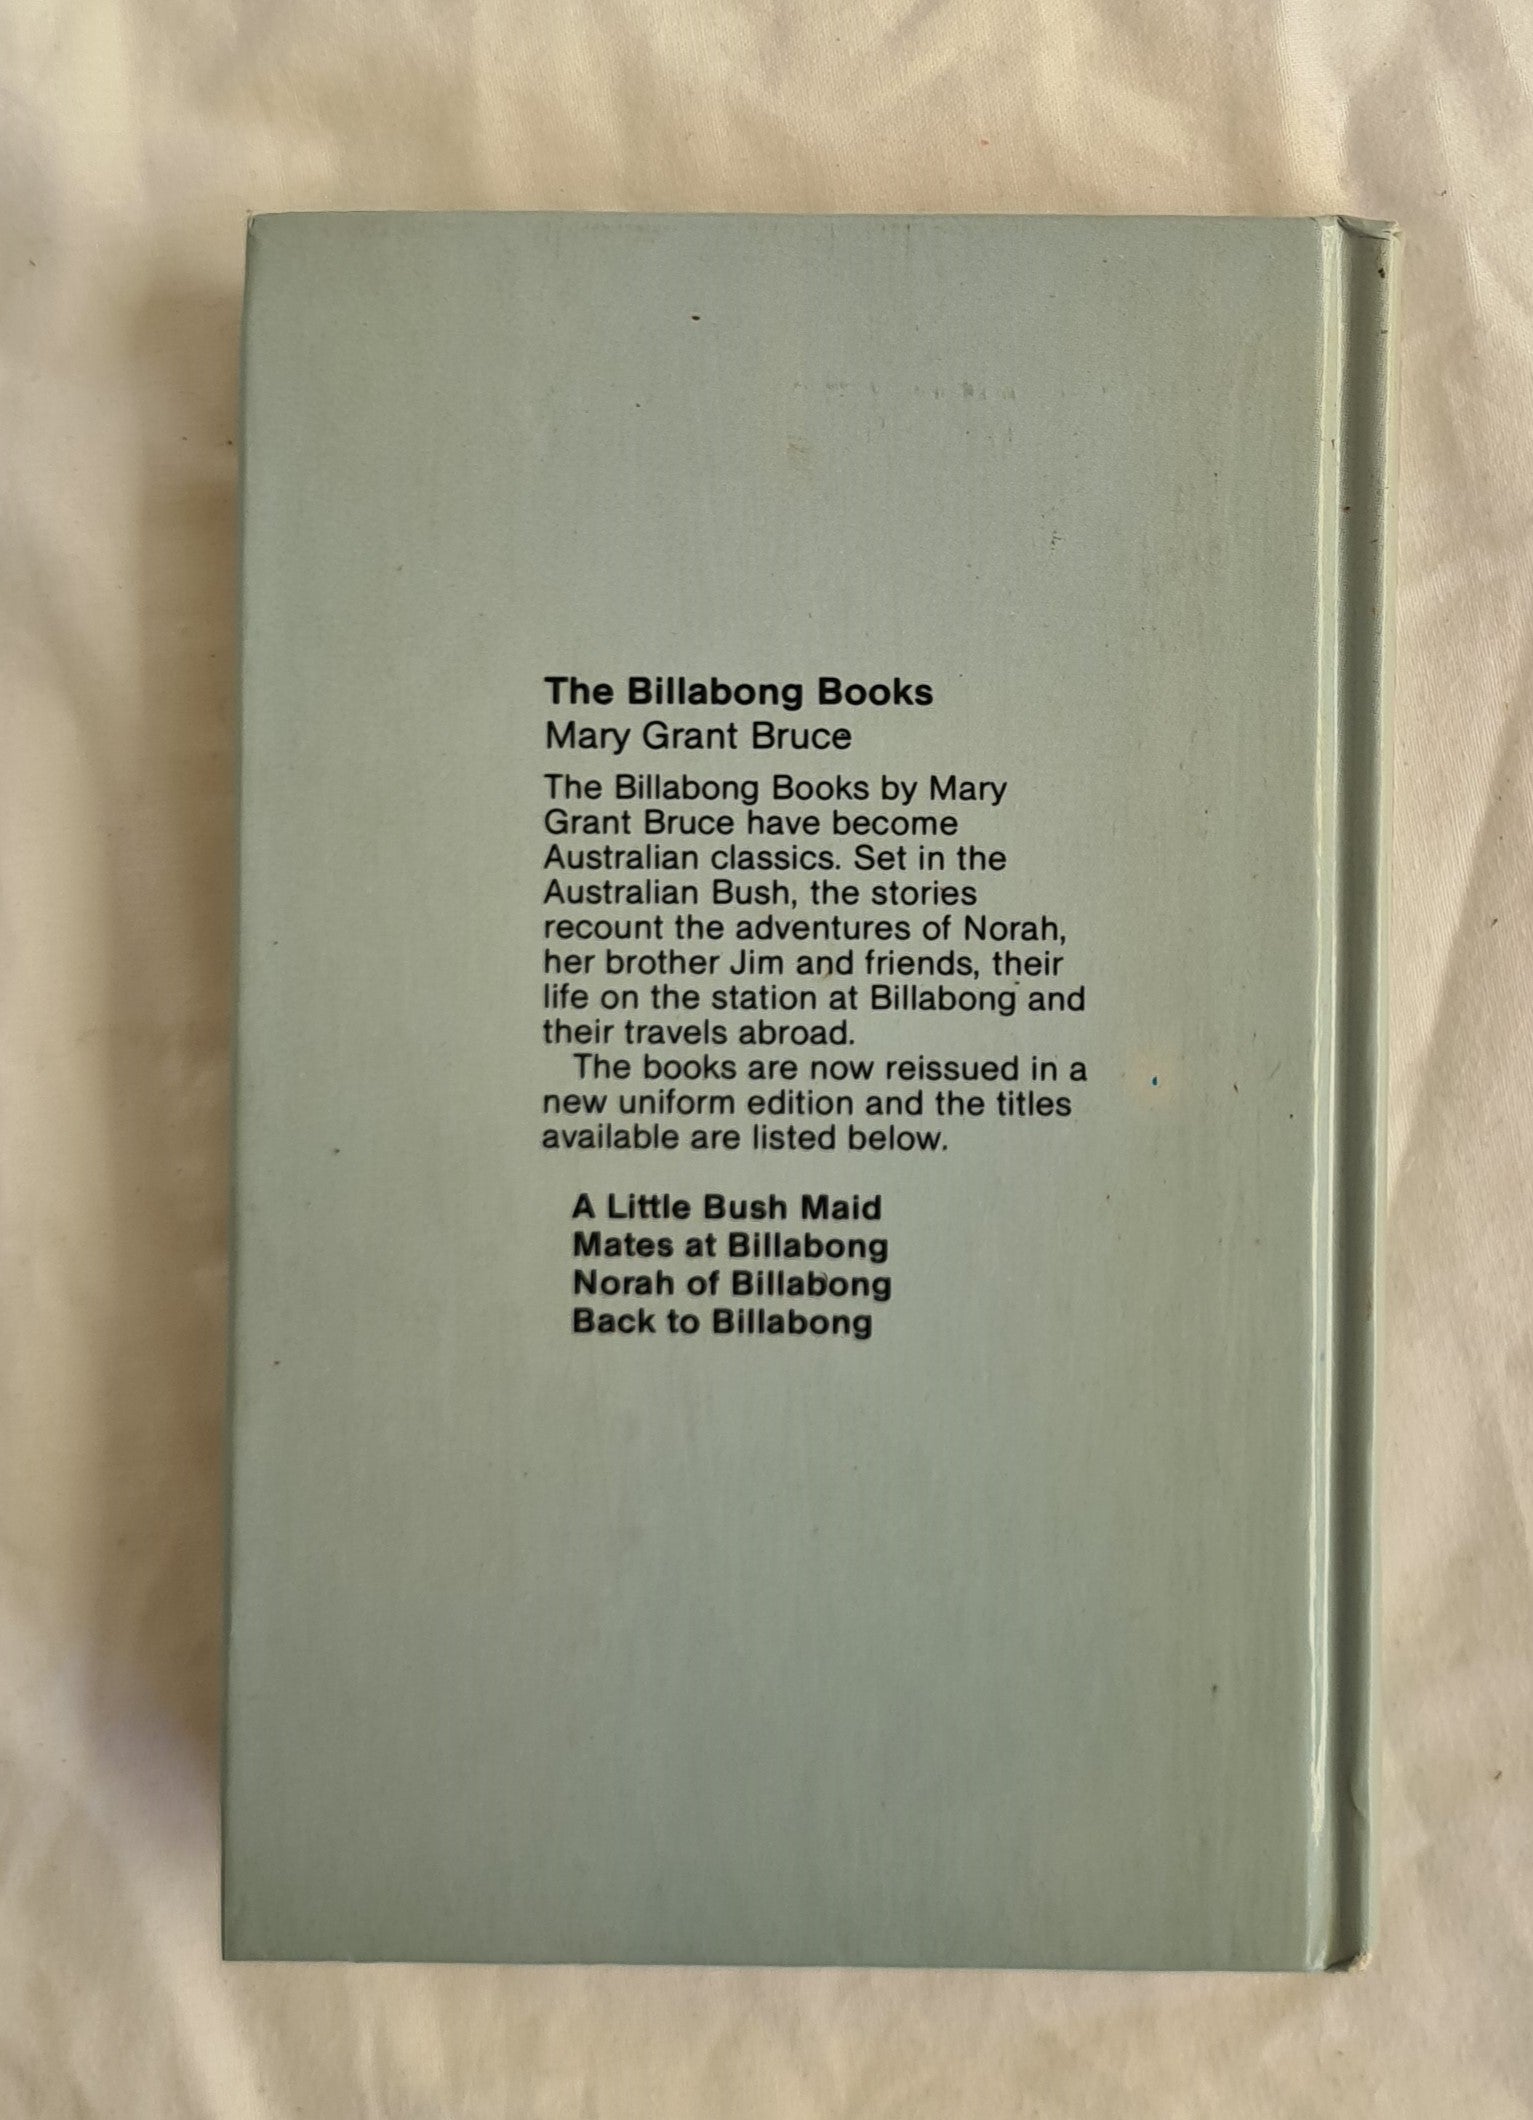 The Billabong Books
Mary Grant Bruce
The Billabong Books by Mary
Grant Bruce have become
Australian classics. Set in the
Australian Bush, the stories
recount the adventures of Norah,
her brother Jim and friends, their
life on the station at Billabong and
their travels abroad.
The books are now reissued in a
new uniform edition and the titles
available are listed below.
A Little Bush Maid
Mates at Billabong
Norah of Billabong
Back to Billabong